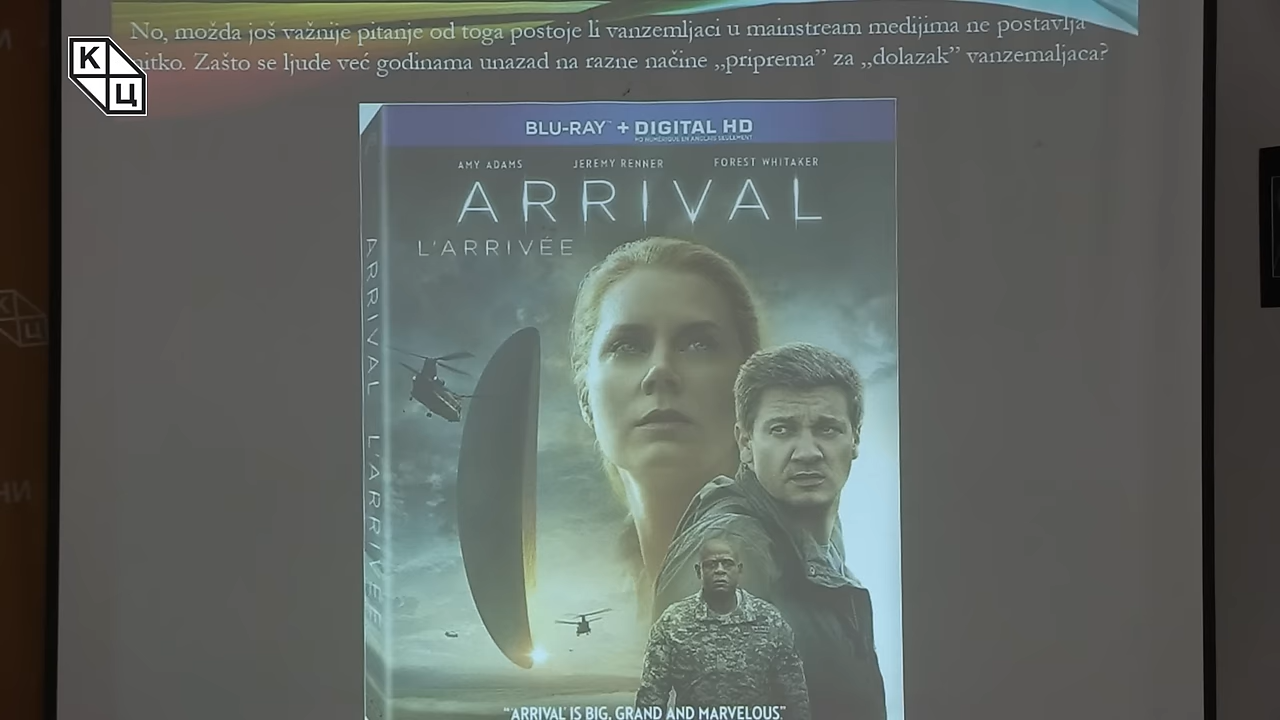 No, možda još važnije pitanje od toga postoje li vanzemljaci u mainstream medijima ne postavlja
nitko. Zašto se ljude već godinama unazad na razne načine „priprema” za „dolazak” vanzemaljaca?
К
Ц
BLU-RAY™ + DIGITAL HD
AMY ADAMS JEREMY RENNER FOREST WHITAKER
ARRIVAL
L'ARRIVÉE
ARRIVAL L'ARRIVÉE
"'ARRIVAL' IS BIG, GRAND AND MARVELOUS."